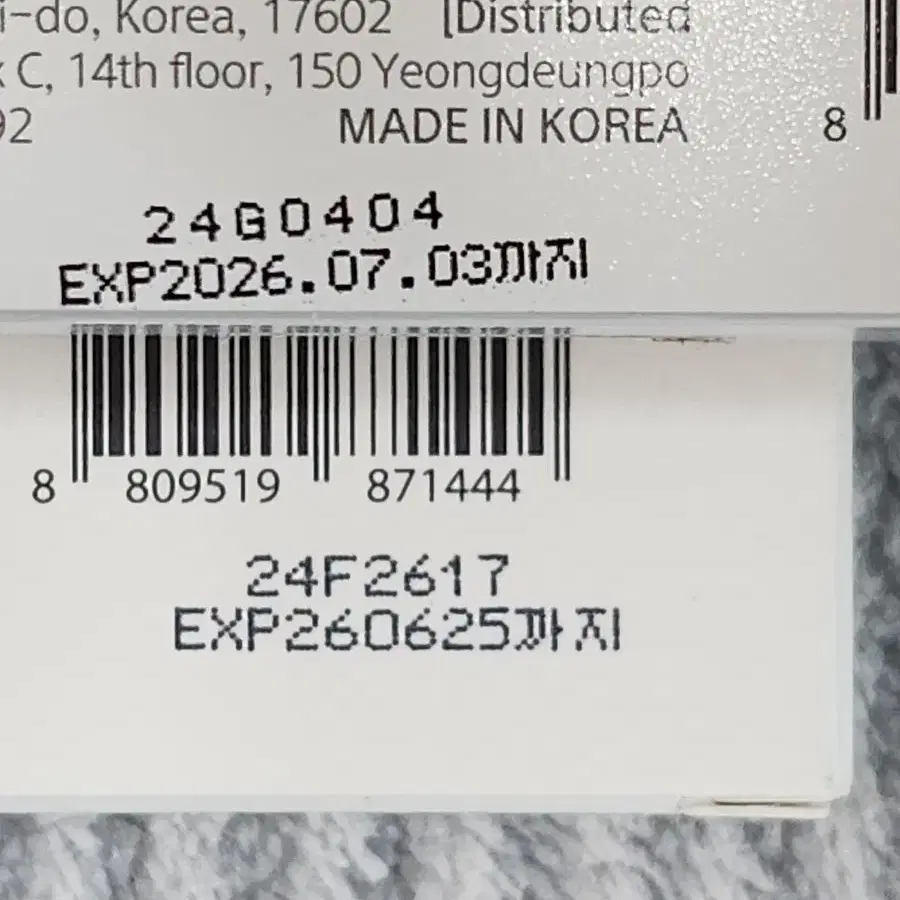 i-do, Korea, 17602 [Distributed
C, 14th floor, 150 Yeongdeungpo
92 MADE IN KOREA 8
24G0404
EXP2026.07.03까지
8 809519 871444
24F2617
EXP260625까지